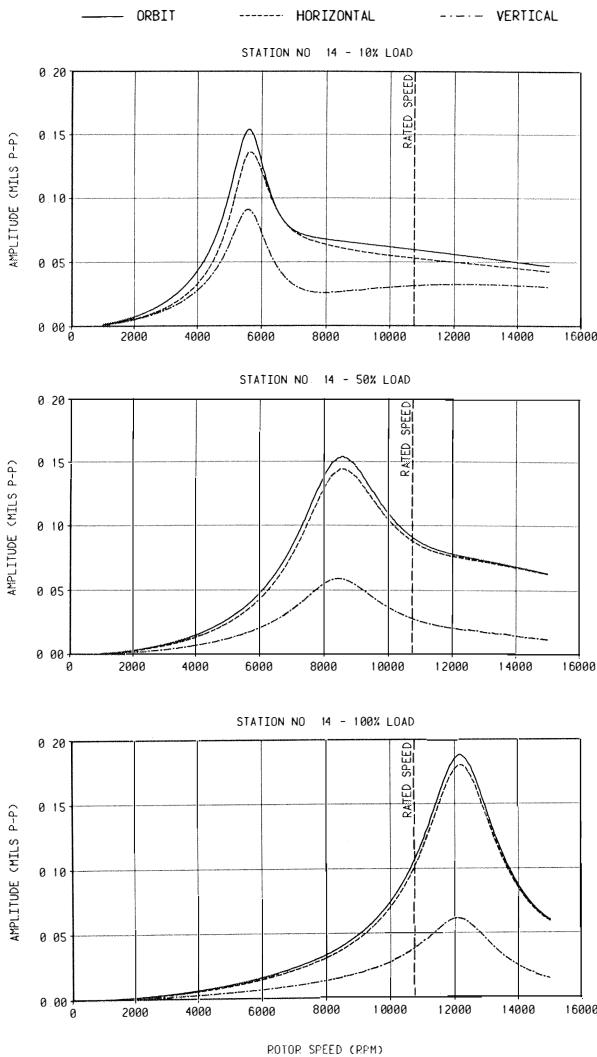 ORBIT HORIZONTAL VERTICAL
STATION NO 14 - 10% LOAD
0 20
0 15
0 10
0 05
0 00
AMPLITUDE (MILS P-P)
RATED SPEED
0 2000 4000 6000 8000 10000 12000 14000 16000
STATION NO 14 - 50% LOAD
0 20
0 15
0 10
0 05
0 00
AMPLITUDE (MILS P-P)
RATED SPEED
0 2000 4000 6000 8000 10000 12000 14000 16000
STATION NO 14 - 100% LOAD
0 20
0 15
0 10
0 05
0 00
AMPLITUDE (MILS P-P)
RATED SPEED
0 2000 4000 6000 8000 10000 12000 14000 16000
ROTOR SPEED (RPM)